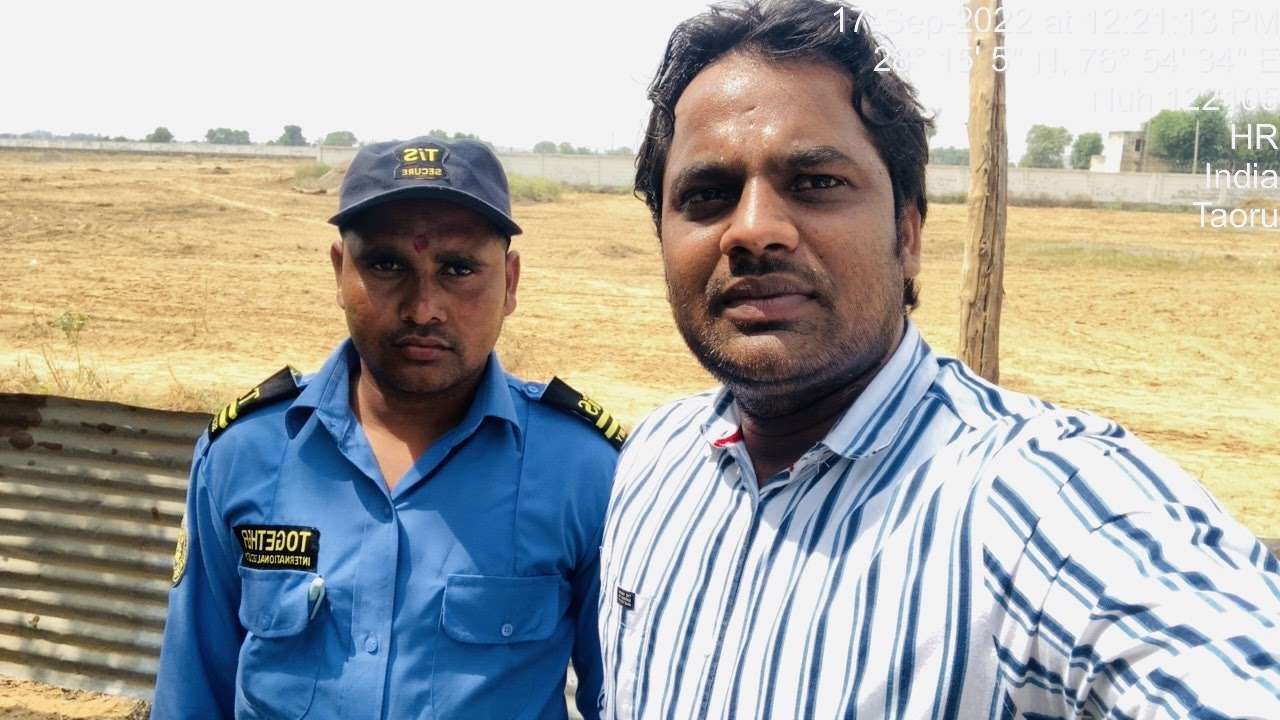 17 Sep-2022 at 12:21:13 PM
28° 15' 5" N, 76° 54' 34" E
Nuh 122105
HR
India
Taoru
T/S
SECURE
TOGETHER
INTERNATIONAL